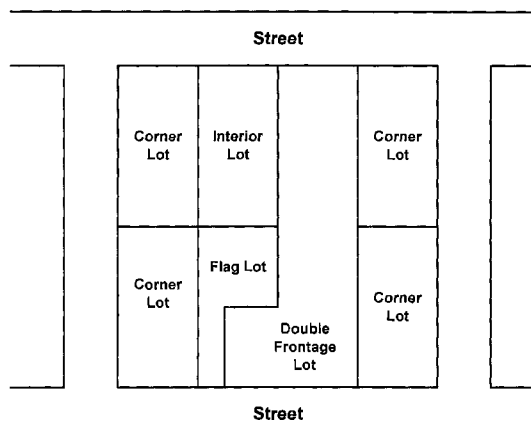 Street
Corner
Lot
Interior
Lot
Corner
Lot
Corner
Lot
Flag Lot
Corner
Lot
Double
Frontage
Lot
Street